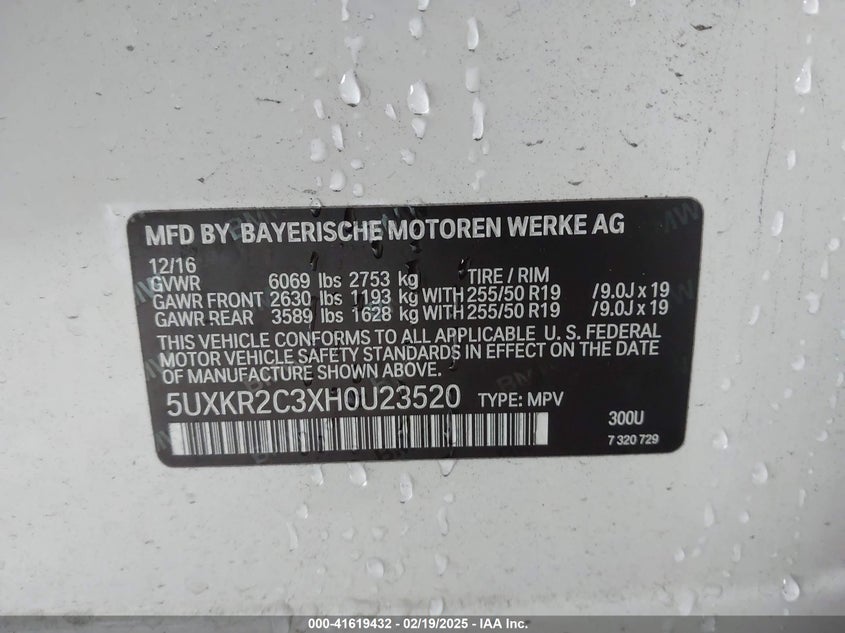 MFD BY BAYERISCHE MOTOREN WERKE AG
12/16
GVWR 6069 lbs 2753 kg TIRE / RIM
GAWR FRONT 2630 lbs 1193 kg WITH 255/50 R19 /9.0J x 19
GAWR REAR 3589 lbs 1628 kg WITH 255/50 R19 /9.0J x 19
THIS VEHICLE CONFORMS TO ALL APPLICABLE U. S. FEDERAL
MOTOR VEHICLE SAFETY STANDARDS IN EFFECT ON THE DATE
OF MANUFACTURE SHOWN ABOVE.
5UXKR2C3XH0U23520 TYPE: MPV
300U
7 320 729
000-41619432 - 02/19/2025 - IAA Inc.